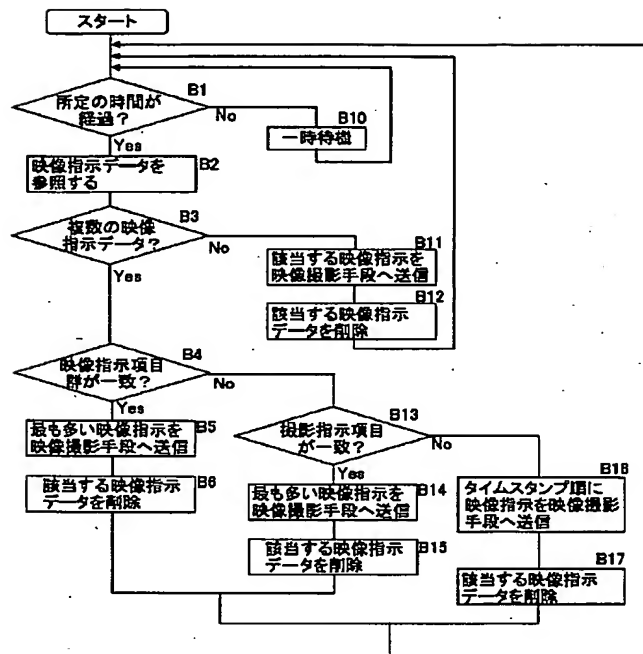 スタート
B1
所定の時間が
経過？
No
B10
一時待機
Yes
B2
映像指示データを
参照する
B3
複数の映像
指示データ？
No
B11
該当する映像指示を
映像撮影手段へ送信
Yes
B12
該当する映像指示
データを削除
B4
映像指示項目
群が一致？
No
Yes
B5
最も多い映像指示を
映像撮影手段へ送信
B6
該当する映像指示
データを削除
B13
撮影指示項目
が一致？
No
Yes
B14
最も多い映像指示を
映像撮影手段へ送信
B15
該当する映像指示
データを削除
B16
タイムスタンプ順に
映像指示を映像撮影
手段へ送信
B17
該当する映像指示
データを削除